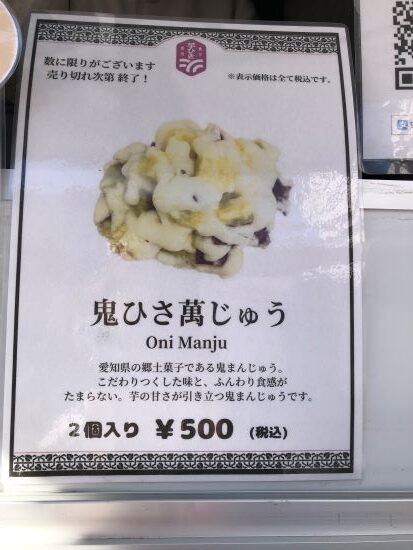 数に限りがございます
売り切れ次第 終了！
芋ひさ
※表示価格は全て税込です。
鬼ひさ萬じゅう
Oni Manju
愛知県の郷土菓子である鬼まんじゅう。
こだわりつくした味と、ふんわり食感が
たまらない。芋の甘さが引き立つ鬼まんじゅうです。
2個入り ￥500 (税込)